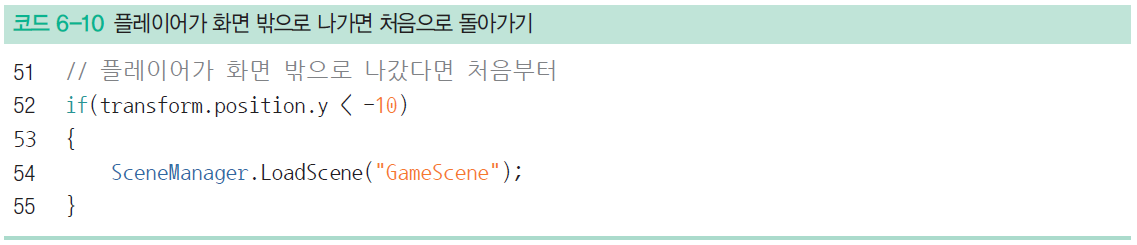 코드 6-10 플레이어가 화면 밖으로 나가면 처음으로 돌아가기
51 // 플레이어가 화면 밖으로 나갔다면 처음부터
52 if(transform.position.y < -10)
53 {
54 SceneManager.LoadScene("GameScene");
55 }